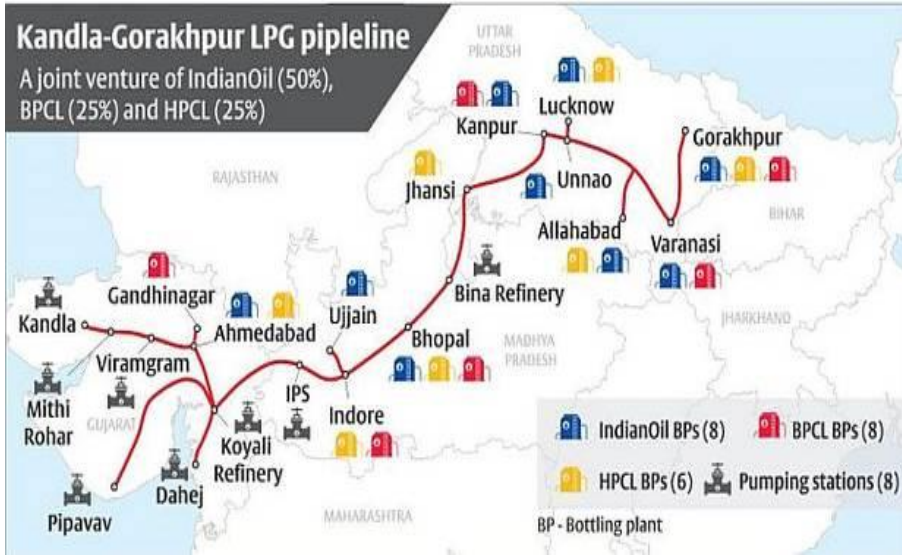 Kandla-Gorakhpur LPG pipleline
A joint venture of IndianOil (50%),
BPCL (25%) and HPCL (25%)
UTTAR
PRADESH
Lucknow
Kanpur
Gorakhpur
RAJASTHAN
Jhansi
Unnao
BIHAR
Allahabad
Varanasi
Gandhinagar
Kandla
Ahmedabad
Ujjain
Bina Refinery
JHARKHAND
Bhopal
MADHYA
PRADESH
Viramgram
IPS
Mithi
Rohar
GUJARAT
Indore
Koyali
Refinery
Dahej
Pipavav
MAHARASHTRA
IndianOil BPs (8)
BPCL BPs (8)
HPCL BPs (6)
Pumping stations (8)
BP - Bottling plant